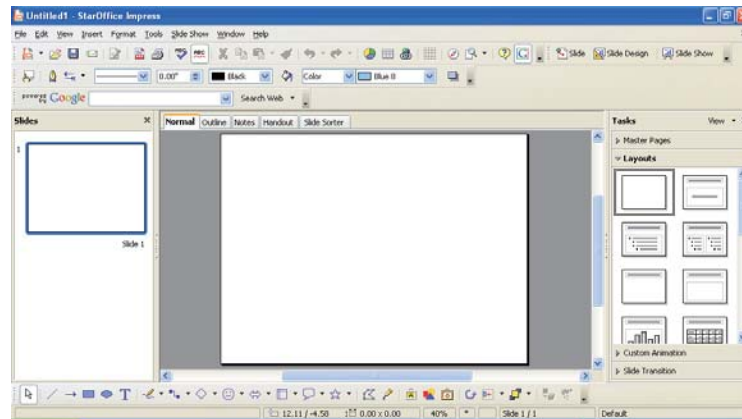 Untitled1 - StarOffice Impress
File Edit View Insert Format Tools Slide Show Window Help
Slide Slide Design Slide Show
0.00" Black Color Blue 8
Google Search Web
Slides
Normal Outline Notes Handout Slide Sorter
Tasks View
1
Slide 1
Master Pages
Layouts
Custom Animation
Slide Transition
T
12.11 / -4.58 0.00 x 0.00 40% * Slide 1 / 1 Default